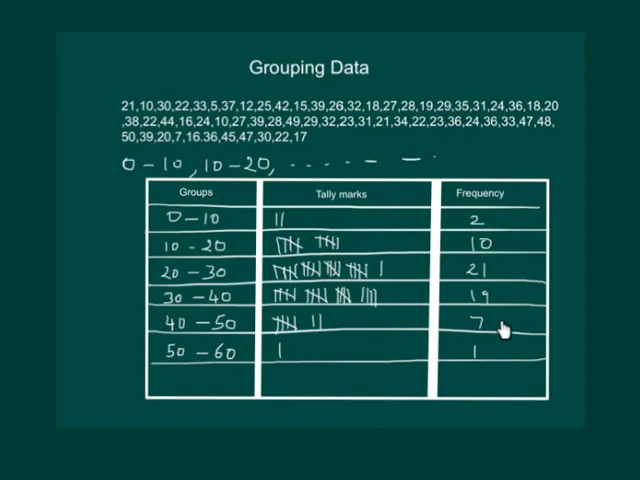 Grouping Data
21,10,30,22,33,5,37,12,25,42,15,39,26,32,18,27,28,19,29,35,31,24,36,18,20
,38,22,44,16,24,10,27,39,28,49,29,32,23,31,21,34,22,23,36,24,36,33,47,48,
50,39,20,7,16.36,45,47,30,22,17
0 - 10 , 10 - 20, - - - - - - - -
Groups Tally marks Frequency
0 - 10 || 2
10 - 20 |||| |||| 10
20 - 30 |||| |||| |||| |||| | 21
30 - 40 |||| |||| |||| |||| 19
40 - 50 |||| || 7
50 - 60 | 1